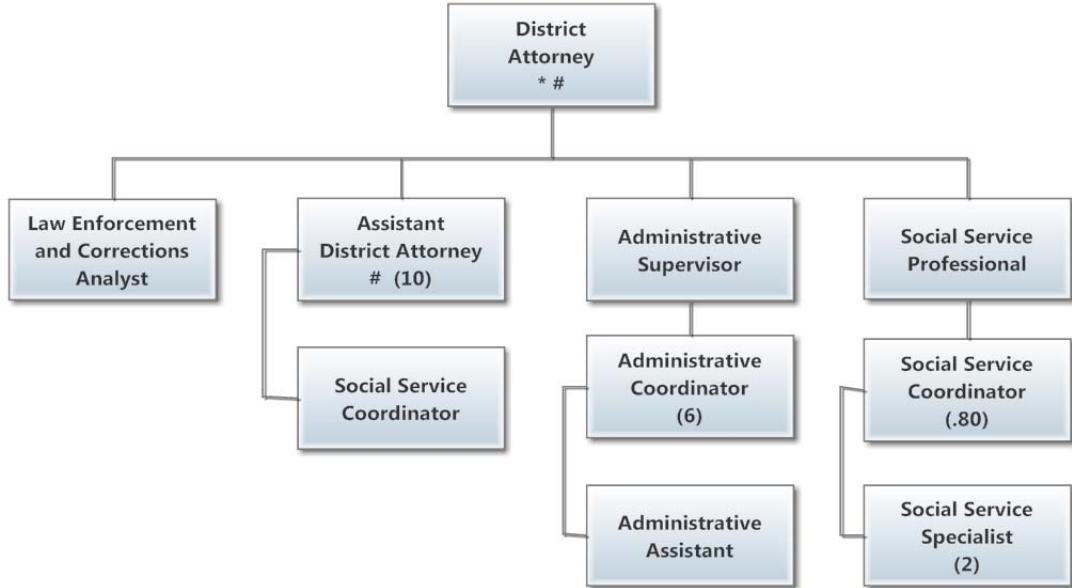 District
Attorney
* #
Law Enforcement
and Corrections
Analyst
Assistant
District Attorney
# (10)
Administrative
Supervisor
Social Service
Professional
Social Service
Coordinator
Administrative
Coordinator
(6)
Social Service
Coordinator
(.80)
Administrative
Assistant
Social Service
Specialist
(2)